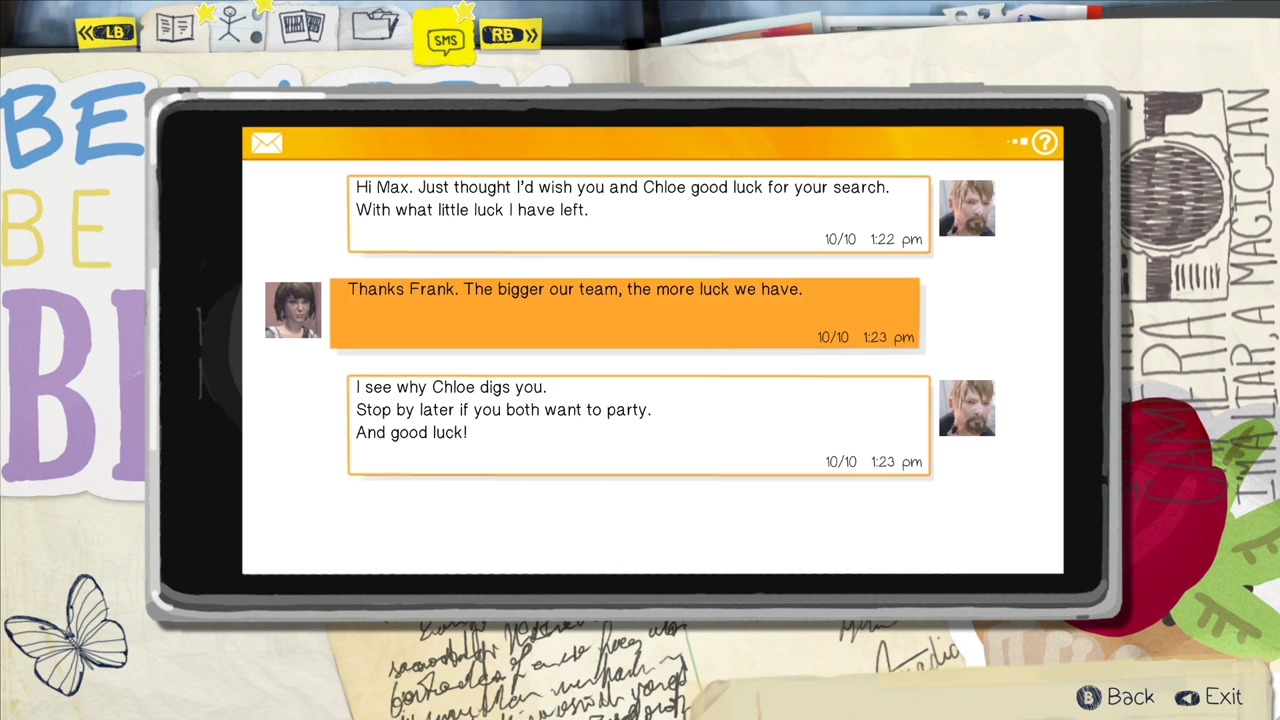 LB
SMS
RB
BE
BE
Hi Max. Just thought I'd wish you and Chloe good luck for your search.
With what little luck I have left.
10/10 1:22 pm
Thanks Frank. The bigger our team, the more luck we have.
10/10 1:23 pm
I see why Chloe digs you.
Stop by later if you both want to party.
And good luck!
10/10 1:23 pm
CAMERA
I'M A LIAR, A MAGICIAN
B Back
Exit